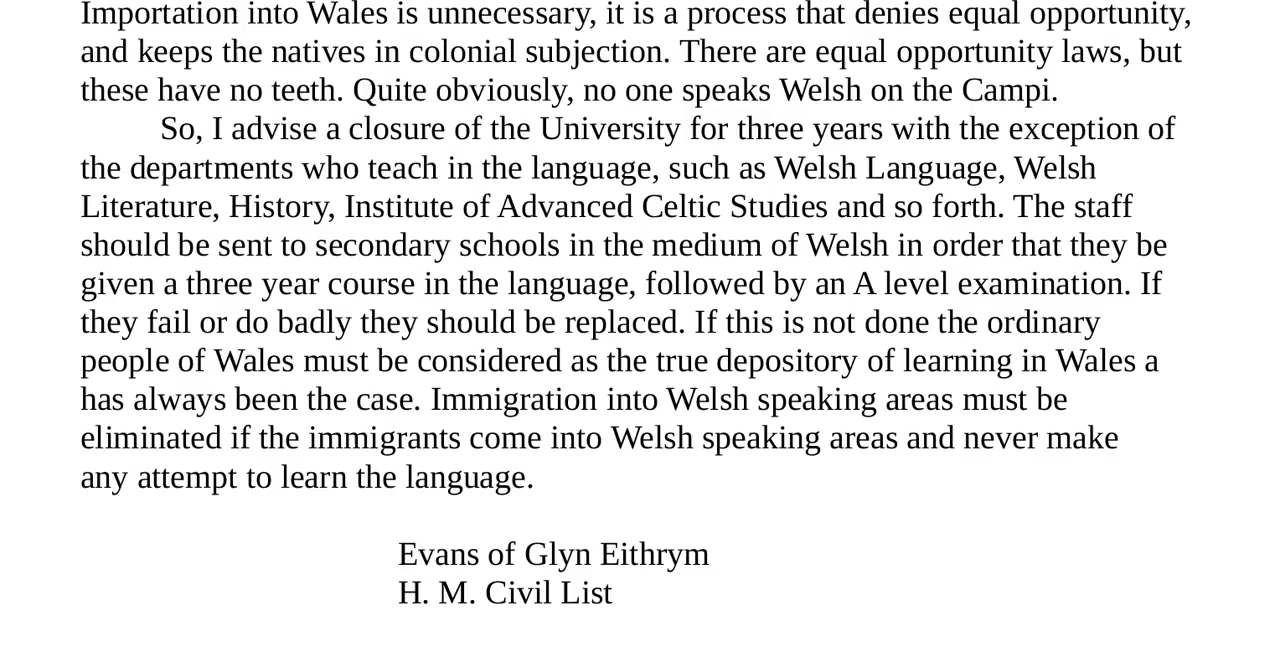 Importation into Wales is unnecessary, it is a process that denies equal opportunity,
and keeps the natives in colonial subjection. There are equal opportunity laws, but
these have no teeth. Quite obviously, no one speaks Welsh on the Campi.
So, I advise a closure of the University for three years with the exception of
the departments who teach in the language, such as Welsh Language, Welsh
Literature, History, Institute of Advanced Celtic Studies and so forth. The staff
should be sent to secondary schools in the medium of Welsh in order that they be
given a three year course in the language, followed by an A level examination. If
they fail or do badly they should be replaced. If this is not done the ordinary
people of Wales must be considered as the true depository of learning in Wales a
has always been the case. Immigration into Welsh speaking areas must be
eliminated if the immigrants come into Welsh speaking areas and never make
any attempt to learn the language.
Evans of Glyn Eithrym
H. M. Civil List